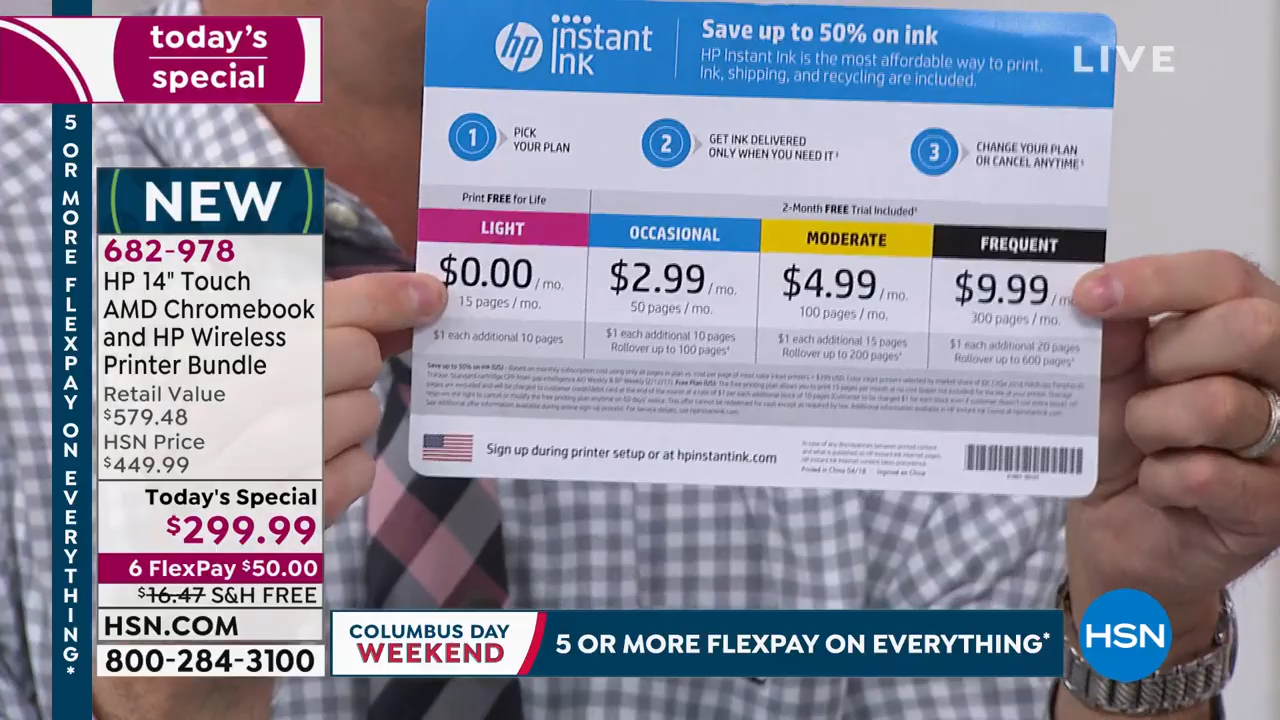 today's
special
5 OR MORE FLEXPAY ON EVERYTHING*
NEW
682-978
HP 14" Touch
AMD Chromebook
and HP Wireless
Printer Bundle
Retail Value
$579.48
HSN Price
$449.99
Today's Special
$299.99
6 FlexPay $50.00
$16.47 S&H FREE
HSN.COM
800-284-3100
LIVE
hp instant
ink
Save up to 50% on ink
HP Instant Ink is the most affordable way to print.
Ink, shipping, and recycling are included.
1 PICK
YOUR PLAN
2 GET INK DELIVERED
ONLY WHEN YOU NEED IT¹
3 CHANGE YOUR PLAN
OR CANCEL ANYTIME
Print FREE for Life
2-Month FREE Trial Included
LIGHT
$0.00 /mo.
15 pages / mo.
$1 each additional 10 pages
OCCASIONAL
$2.99 /mo.
50 pages / mo.
$1 each additional 10 pages
Rollover up to 100 pages
MODERATE
$4.99 /mo.
100 pages / mo.
$1 each additional 15 pages
Rollover up to 200 pages
FREQUENT
$9.99 /m
300 pages / mo.
$1 each additional 20 pages
Rollover up to 600 pages
Sign up during printer setup or at hpinstantink.com
COLUMBUS DAY
WEEKEND
5 OR MORE FLEXPAY ON EVERYTHING*
HSN